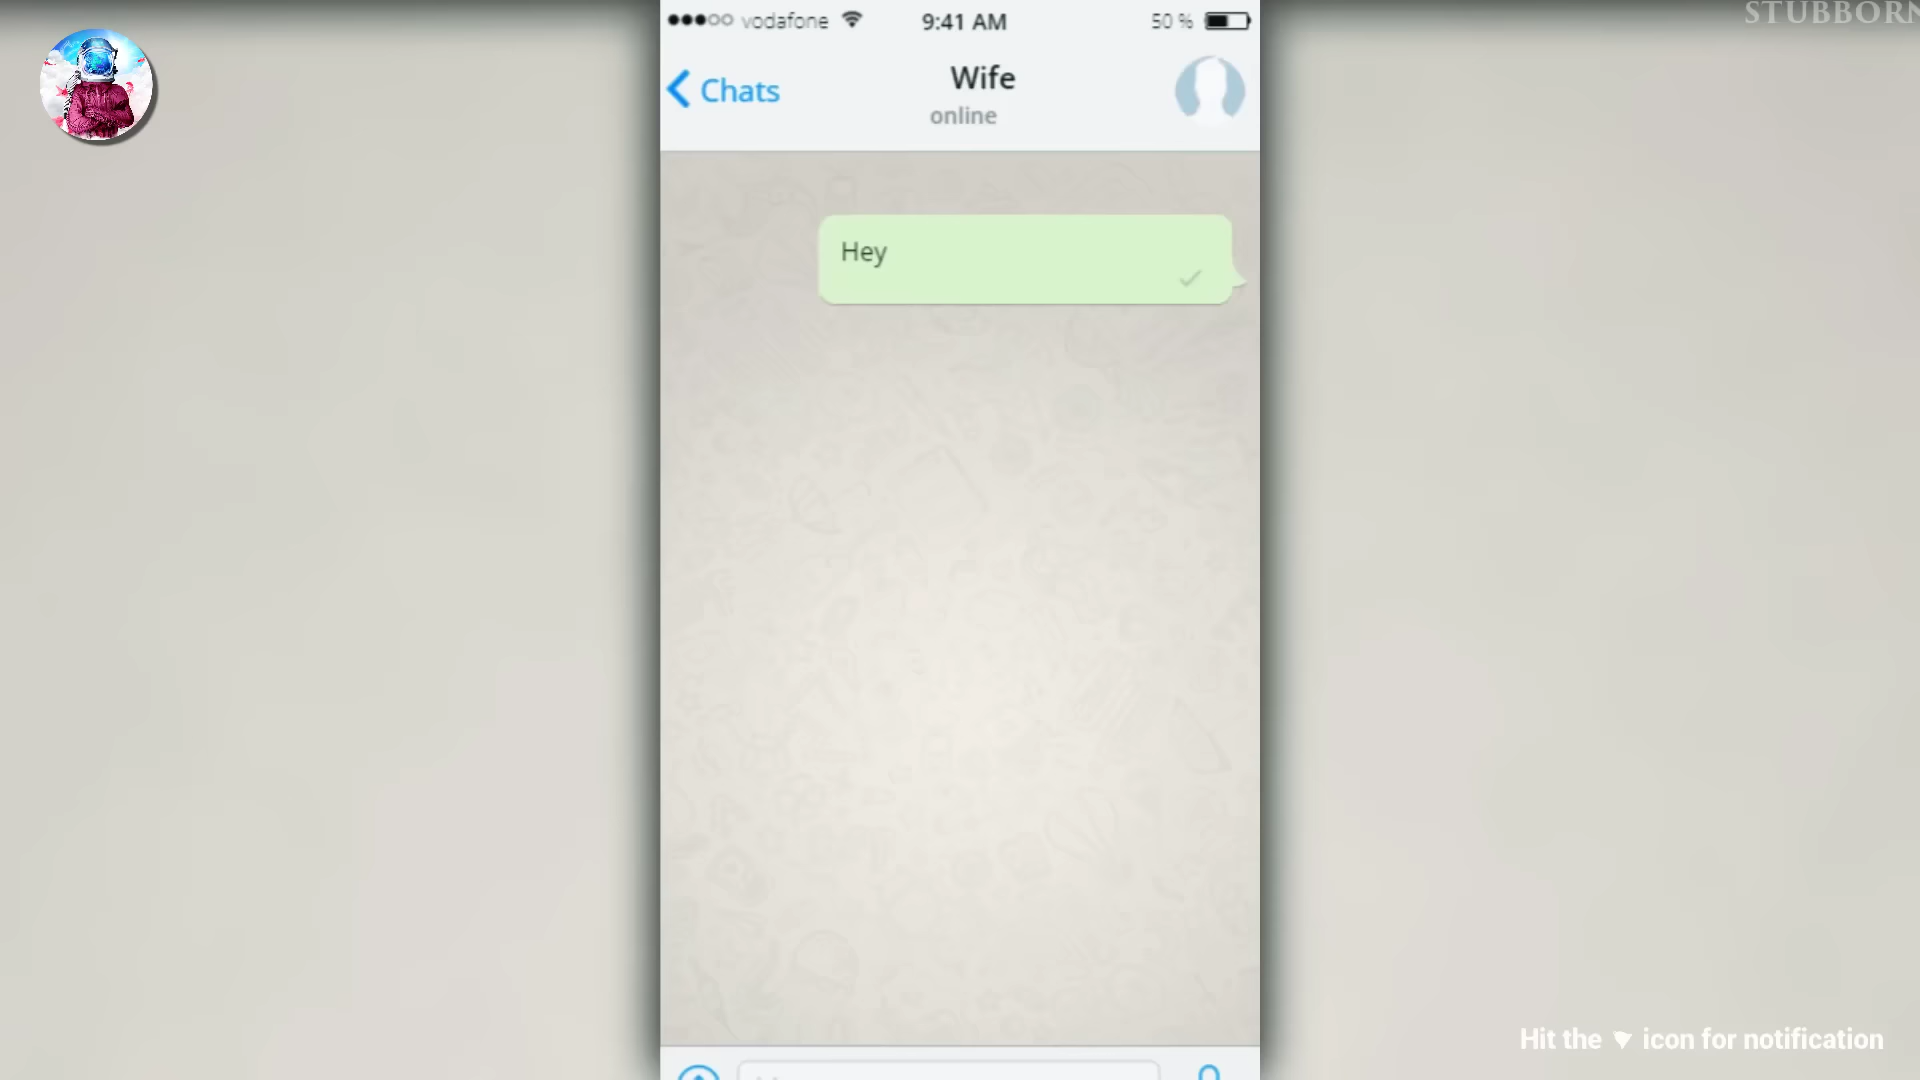 STUBBORN
vodafone 9:41 AM 50 %
Chats
Wife
online
Hey
Hit the icon for notification